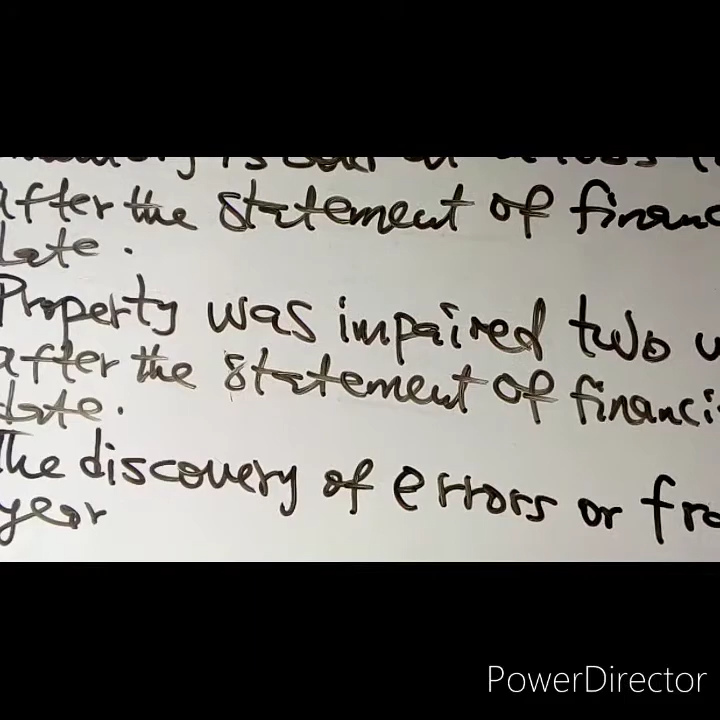 after the statement of financ
date.
Property was impaired two w
after the statement of financi
date.
The discovery of errors or fra
year
PowerDirector